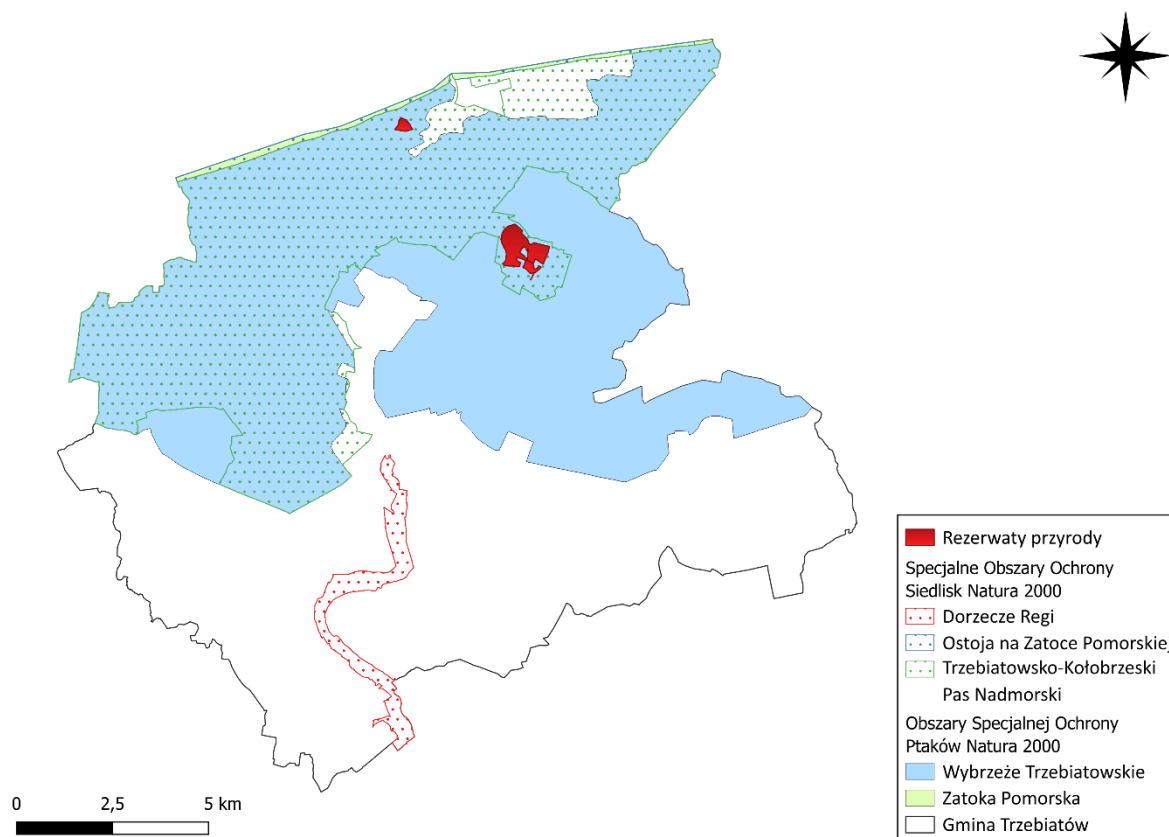 Rezerwaty przyrody
Specjalne Obszary Ochrony
Siedlisk Natura 2000
Dorzecze Regi
Ostoja na Zatoce Pomorskiej
Trzebiatowsko-Kołobrzeski
Pas Nadmorski
Obszary Specjalnej Ochrony
Ptaków Natura 2000
Wybrzeże Trzebiatowskie
Zatoka Pomorska
Gmina Trzebiatów
0 2,5 5 km